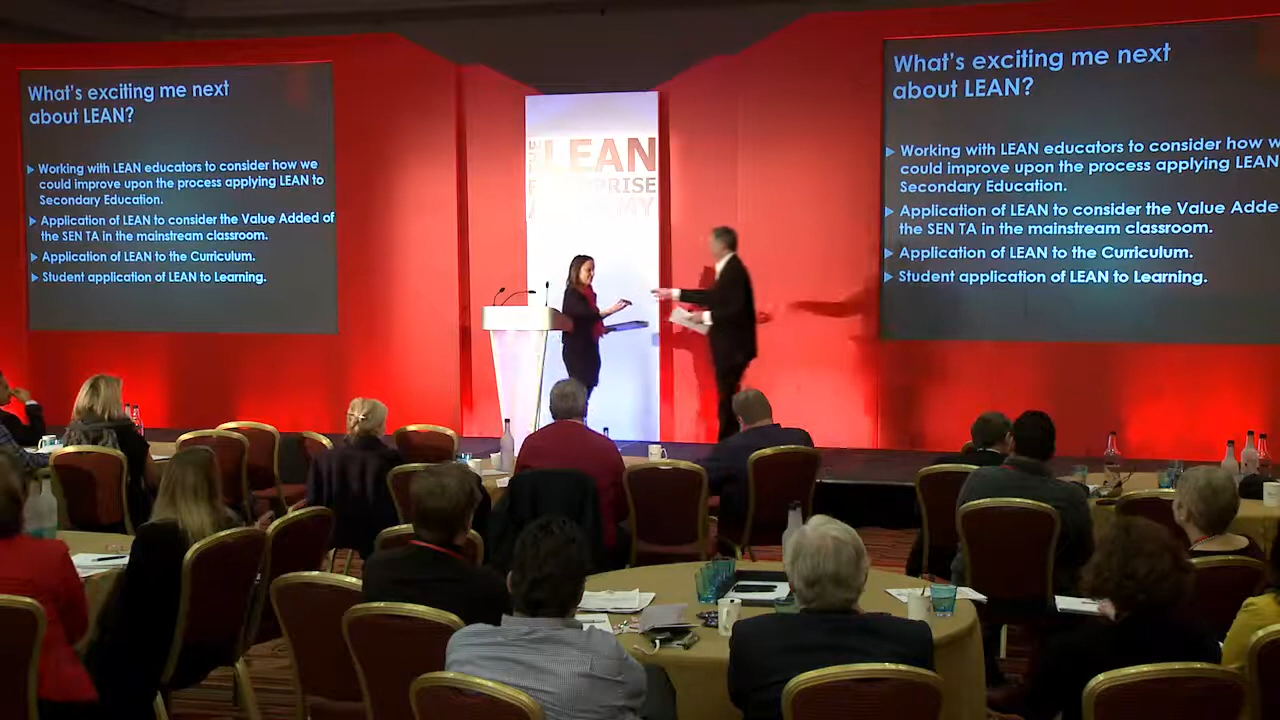 What's exciting me next
about LEAN?
Working with LEAN educators to consider how we
could improve upon the process applying LEAN to
Secondary Education.
Application of LEAN to consider the Value Added of
the SEN TA in the mainstream classroom.
Application of LEAN to the Curriculum.
Student application of LEAN to Learning.
THE LEAN
ENTERPRISE
ACADEMY
What's exciting me next
about LEAN?
Working with LEAN educators to consider how w
could improve upon the process applying LEAN
Secondary Education.
Application of LEAN to consider the Value Adde
the SEN TA in the mainstream classroom.
Application of LEAN to the Curriculum.
Student application of LEAN to Learning.